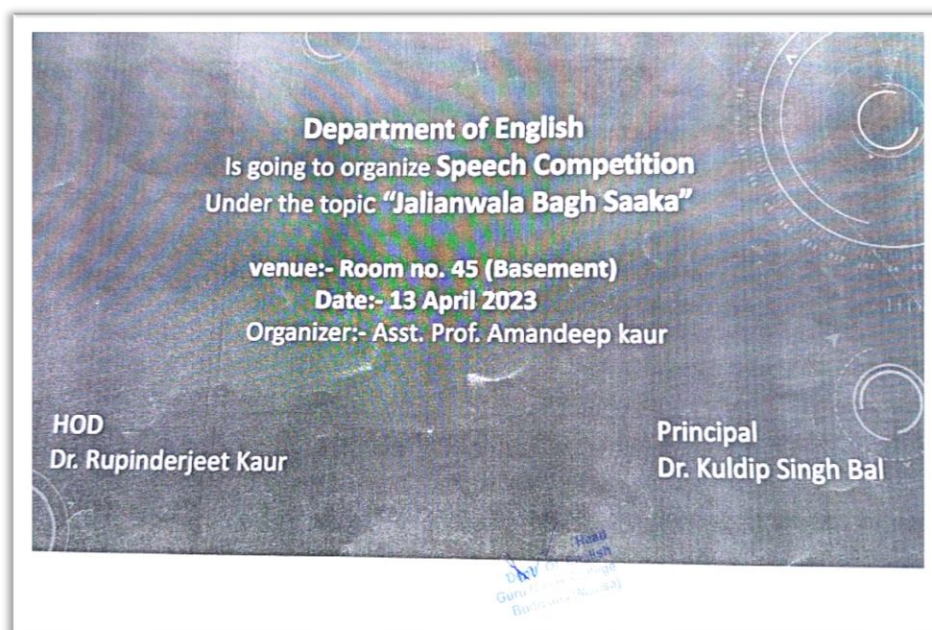 Department of English
Is going to organize Speech Competition
Under the topic “Jalianwala Bagh Saaka”
venue:- Room no. 45 (Basement)
Date:- 13 April 2023
Organizer:- Asst. Prof. Amandeep kaur
HOD
Dr. Rupinderjeet Kaur
Principal
Dr. Kuldip Singh Bal
Head
Guru